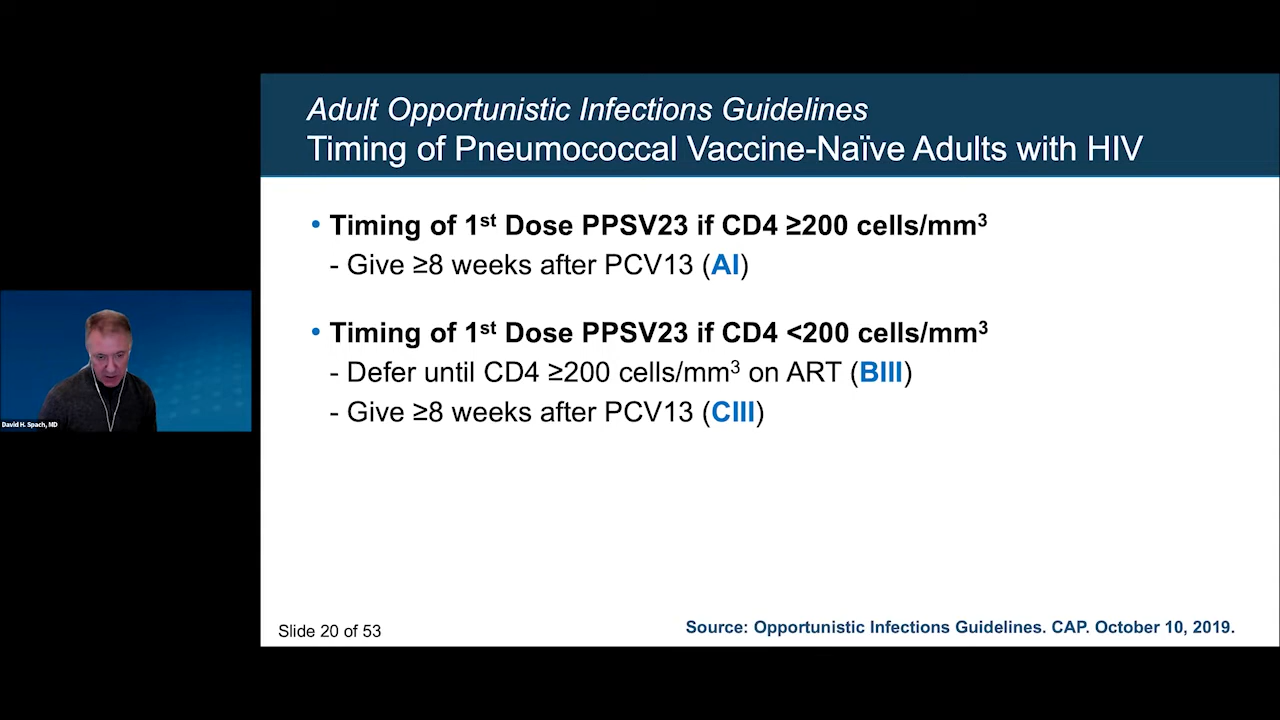 Adult Opportunistic Infections Guidelines
Timing of Pneumococcal Vaccine-Naïve Adults with HIV
• Timing of 1st Dose PPSV23 if CD4 ≥200 cells/mm3
- Give ≥8 weeks after PCV13 (AI)
• Timing of 1st Dose PPSV23 if CD4 <200 cells/mm3
- Defer until CD4 ≥200 cells/mm3 on ART (BIII)
- Give ≥8 weeks after PCV13 (CIII)
David H. Spach, MD
Slide 20 of 53
Source: Opportunistic Infections Guidelines. CAP. October 10, 2019.